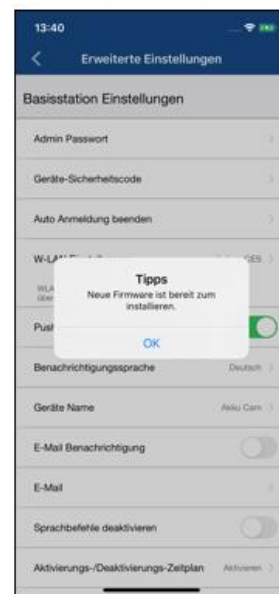 13:40
Erweiterte Einstellungen
Basisstation Einstellungen
Admin Passwort
Geräte-Sicherheitscode
Auto Anmeldung beenden
Tipps
Neue Firmware ist bereit zum
installieren.
OK
Benachrichtigungssprache Deutsch
Geräte Name Akku Cam
E-Mail Benachrichtigung
E-Mail
Sprachbefehle deaktivieren
Aktivierungs-/Deaktivierungs-Zeitplan Aktivieren